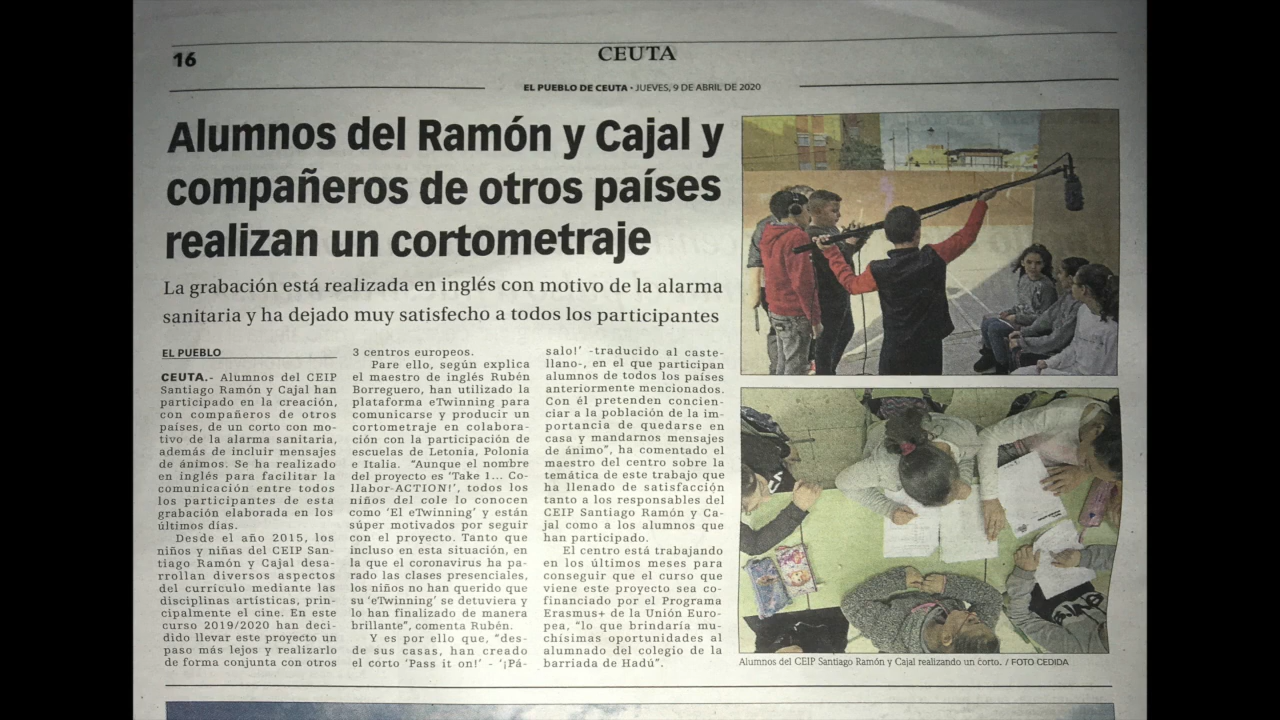 16
CEUTA
EL PUEBLO DE CEUTA • JUEVES, 9 DE ABRIL DE 2020
Alumnos del Ramón y Cajal y
compañeros de otros países
realizan un cortometraje
La grabación está realizada en inglés con motivo de la alarma
sanitaria y ha dejado muy satisfecho a todos los participantes
EL PUEBLO
CEUTA.- Alumnos del CEIP
Santiago Ramón y Cajal han
participado en la creación,
con compañeros de otros
países, de un corto con mo-
tivo de la alarma sanitaria,
además de incluir mensajes
de ánimos. Se ha realizado
en inglés para facilitar la
comunicación entre todos
los participantes de esta
grabación elaborada en los
últimos días.
Desde el año 2015, los
niños y niñas del CEIP San-
tiago Ramón y Cajal desa-
rrollan diversos aspectos
del currículo mediante las
disciplinas artísticas, prin-
cipalmente el cine. En este
curso 2019/2020 han deci-
dido llevar este proyecto un
paso más lejos y realizarlo
de forma conjunta con otros
3 centros europeos.
Pare ello, según explica
el maestro de inglés Rubén
Borreguero, han utilizado la
plataforma eTwinning para
comunicarse y producir un
cortometraje en colabora-
ción con la participación de
escuelas de Letonia, Polonia
e Italia. “Aunque el nombre
del proyecto es ‘Take 1... Co-
llabor-ACTION!’, todos los
niños del cole lo conocen
como ‘El eTwinning’ y están
súper motivados por seguir
con el proyecto. Tanto que
incluso en esta situación, en
la que el coronavirus ha pa-
rado las clases presenciales,
los niños no han querido que
su ‘eTwinning’ se detuviera y
lo han finalizado de manera
brillante”, comenta Rubén.
Y es por ello que, “des-
de sus casas, han creado
el corto ‘Pass it on!’ - ‘¡Pá-
salo!’ -traducido al caste-
llano-, en el que participan
alumnos de todos los países
anteriormente mencionados.
Con él pretenden concien-
ciar a la población de la im-
portancia de quedarse en
casa y mandarnos mensajes
de ánimo”, ha comentado el
maestro del centro sobre la
temática de este trabajo que
ha llenado de satisfacción
tanto a los responsables del
CEIP Santiago Ramón y Ca-
jal como a los alumnos que
han participado.
El centro está trabajando
en los últimos meses para
conseguir que el curso que
viene este proyecto sea co-
financiado por el Programa
Erasmus+ de la Unión Euro-
pea, “lo que brindaría mu-
chísimas oportunidades al
alumnado del colegio de la
barriada de Hadú”.
Alumnos del CEIP Santiago Ramón y Cajal realizando un corto. / FOTO CEDIDA